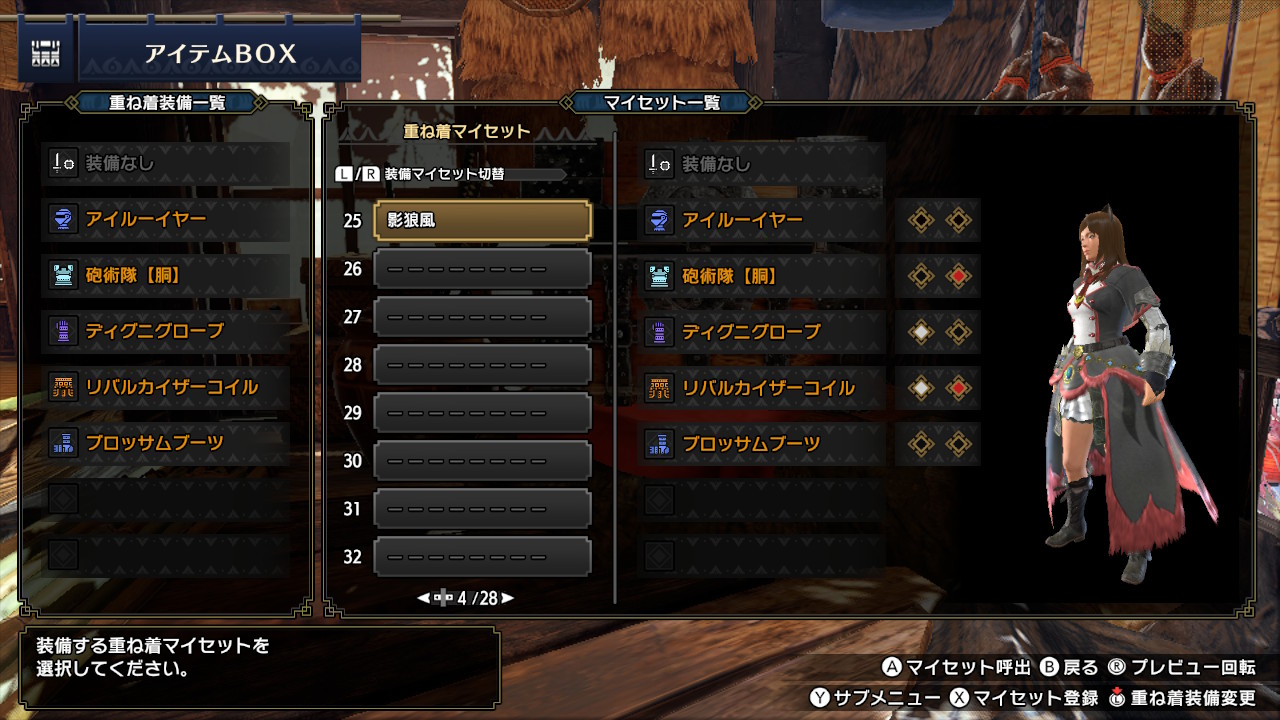 アイテムBOX
重ね着装備一覧
装備なし
アイルーイヤー
砲術隊【胴】
ディグニグローブ
リバルカイザーコイル
ブロッサムブーツ
マイセット一覧
重ね着マイセット
L/R 装備マイセット切替
25 影狼風
26 --------
27 --------
28 --------
29 --------
30 --------
31 --------
32 --------
4/28
装備なし
アイルーイヤー
砲術隊【胴】
ディグニグローブ
リバルカイザーコイル
ブロッサムブーツ
装備する重ね着マイセットを
選択してください。
Aマイセット呼出 B戻る Rプレビュー回転
Yサブメニュー Xマイセット登録 L重ね着装備変更